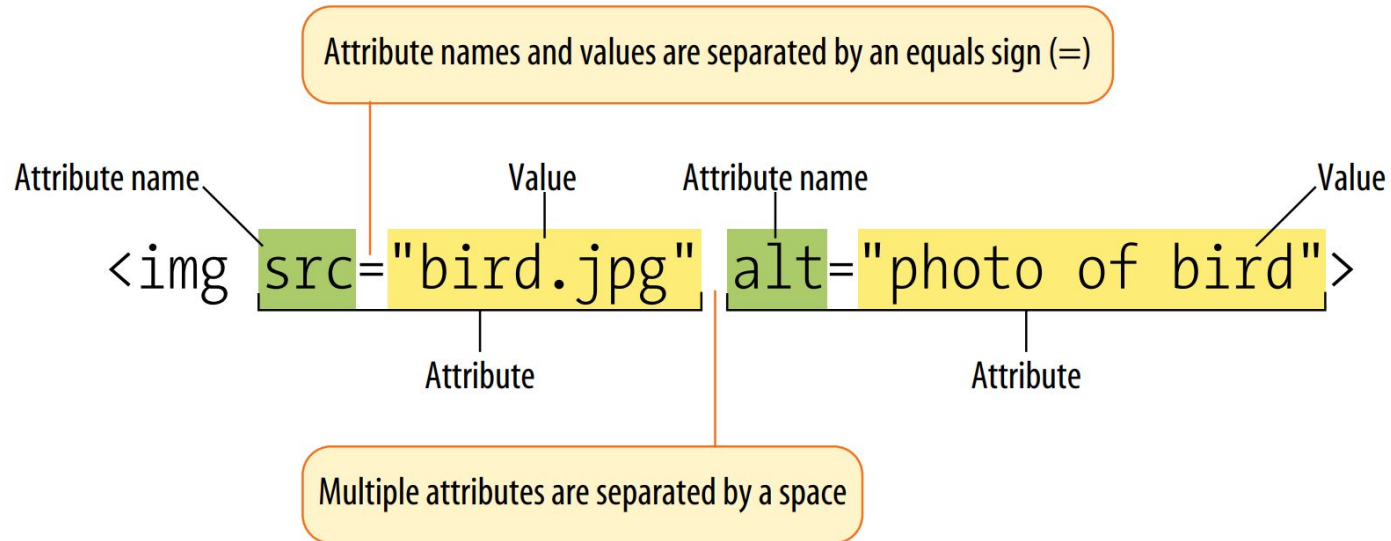 Attribute names and values are separated by an equals sign (=)
Attribute name Value Attribute name Value
<img src="bird.jpg" alt="photo of bird">
Attribute Attribute
Multiple attributes are separated by a space